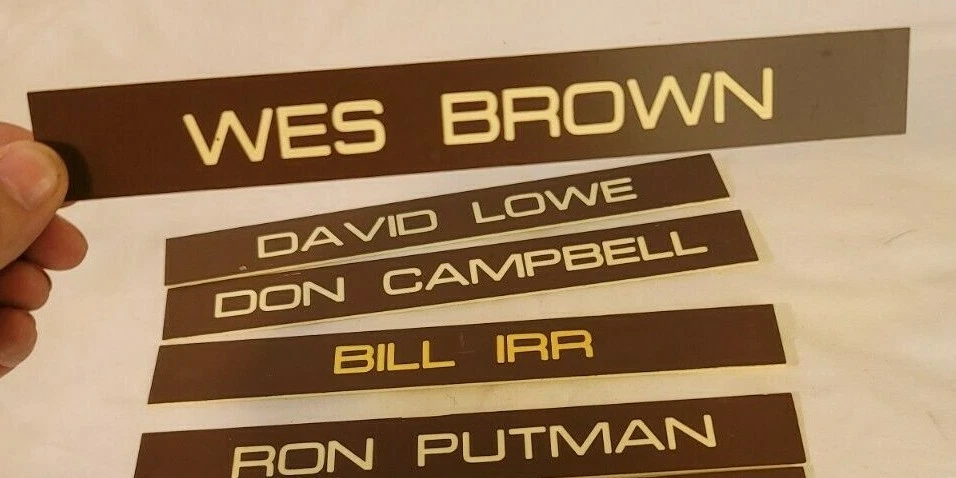 WES BROWN
DAVID LOWE
DON CAMPBELL
BILL IRR
RON PUTMAN